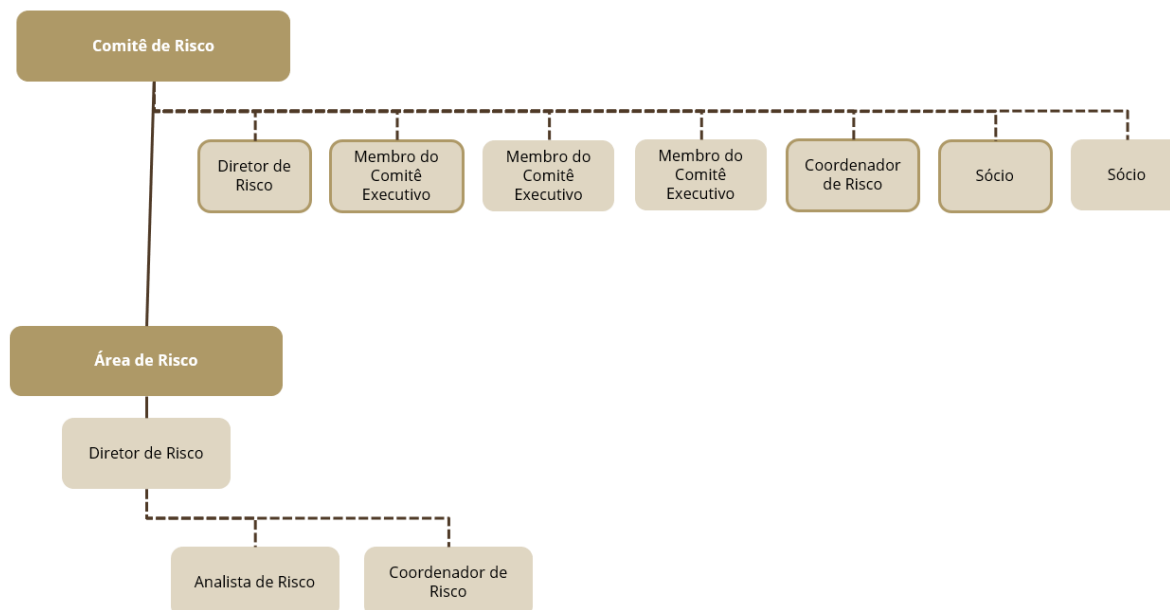 Comitê de Risco
Diretor de
Risco
Membro do
Comitê
Executivo
Membro do
Comitê
Executivo
Membro do
Comitê
Executivo
Coordenador
de Risco
Sócio
Sócio
Área de Risco
Diretor de Risco
Analista de Risco
Coordenador de
Risco